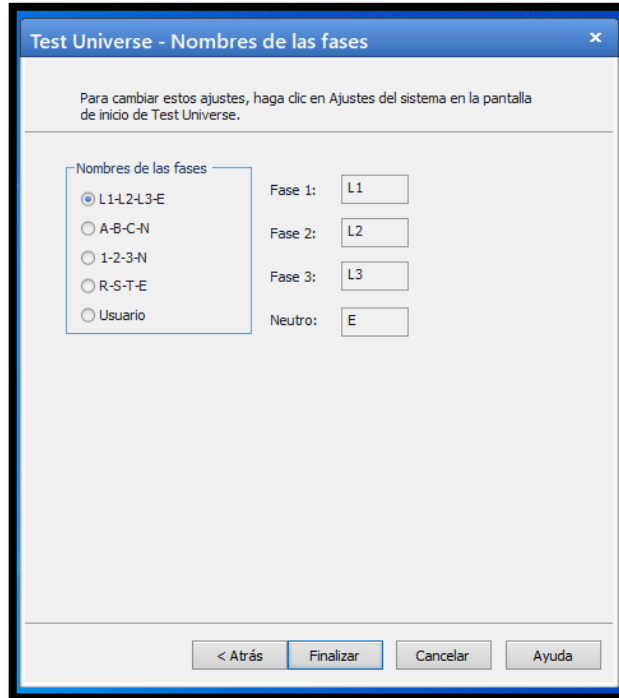 Test Universe - Nombres de las fases
x
Para cambiar estos ajustes, haga clic en Ajustes del sistema en la pantalla
de inicio de Test Universe.
Nombres de las fases
L1-L2-L3-E
A-B-C-N
1-2-3-N
R-S-T-E
Usuario
Fase 1: L1
Fase 2: L2
Fase 3: L3
Neutro: E
< Atrás Finalizar Cancelar Ayuda